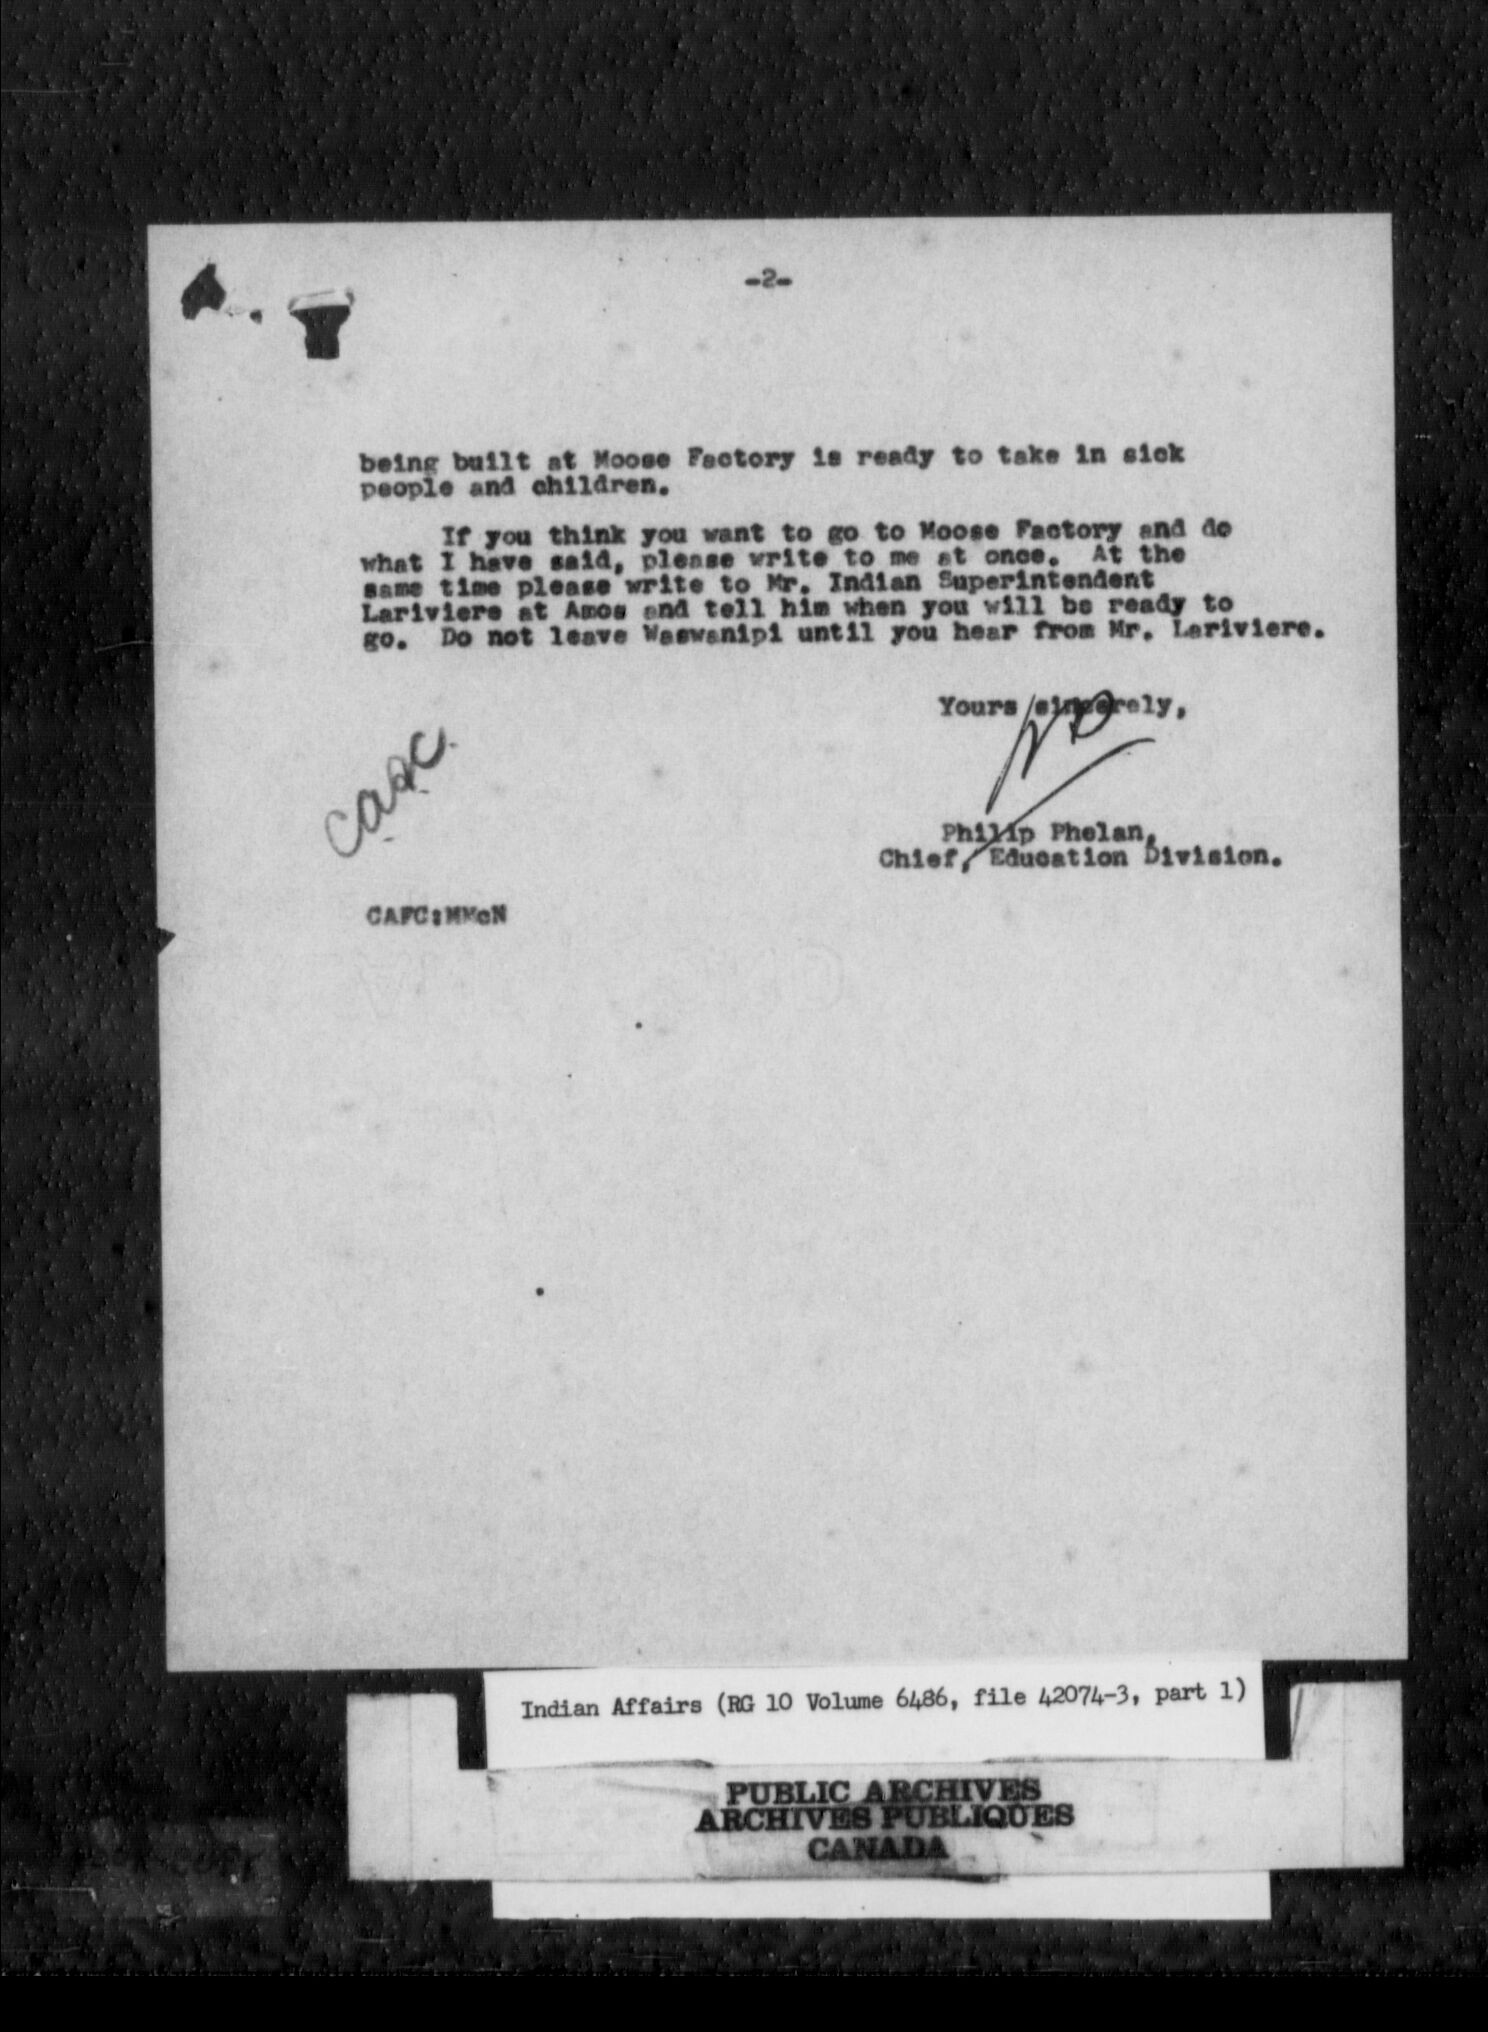 -2-
being built at Moose Factory is ready to take in sick
people and children.
If you think you want to go to Moose Factory and do
what I have said, please write to me at once. At the
same time please write to Mr. Indian Superintendent
Lariviere at Amos and tell him when you will be ready to
go. Do not leave Waswanipi until you hear from Mr. Lariviere.
Yours sincerely,
Philip Phelan,
Chief, Education Division.
CAFC:MMcN
Indian Affairs (RG 10 Volume 6486, file 42074-3, part 1)
PUBLIC ARCHIVES
ARCHIVES PUBLIQUES
CANADA